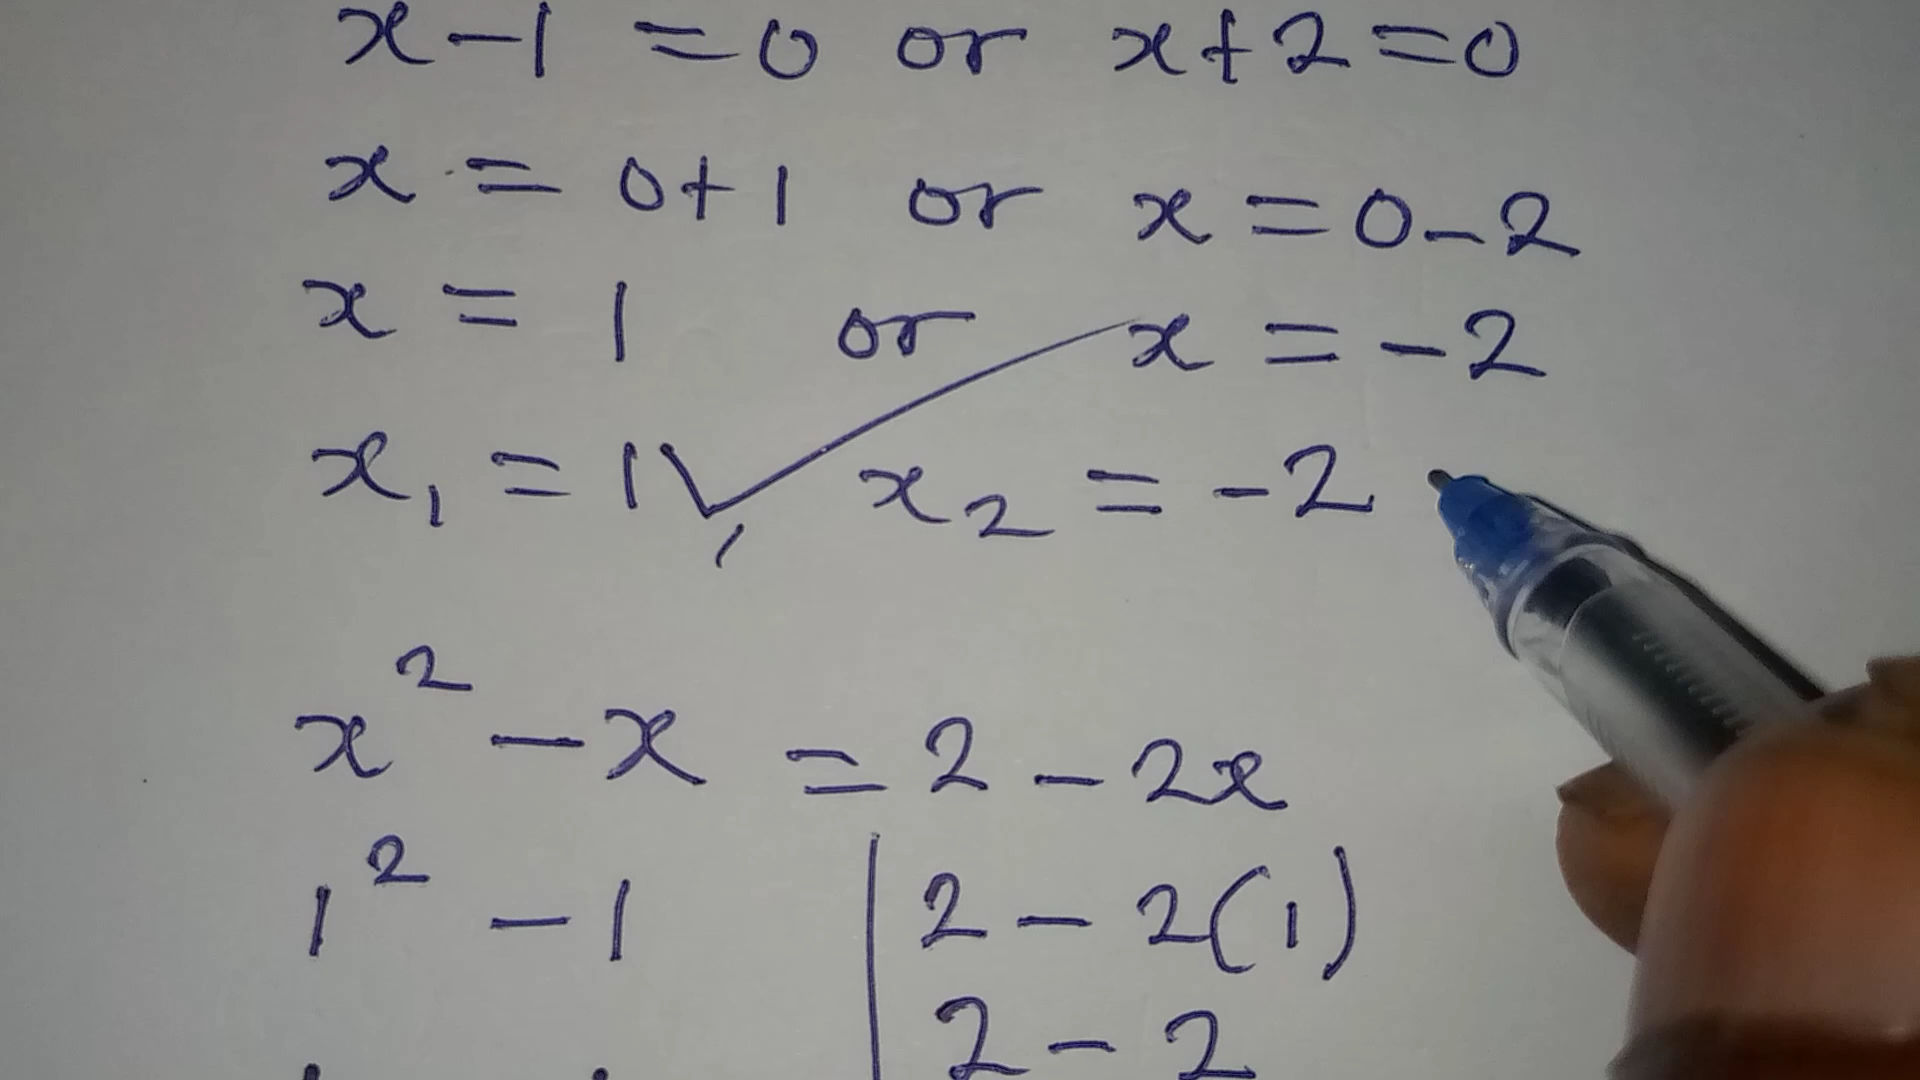 x - 1 = 0 or x + 2 = 0
x = 0 + 1 or x = 0 - 2
x = 1 or x = -2
x₁ = 1 ✓, x₂ = -2
x² - x = 2 - 2x
1² - 1 | 2 - 2(1)
2 - 2